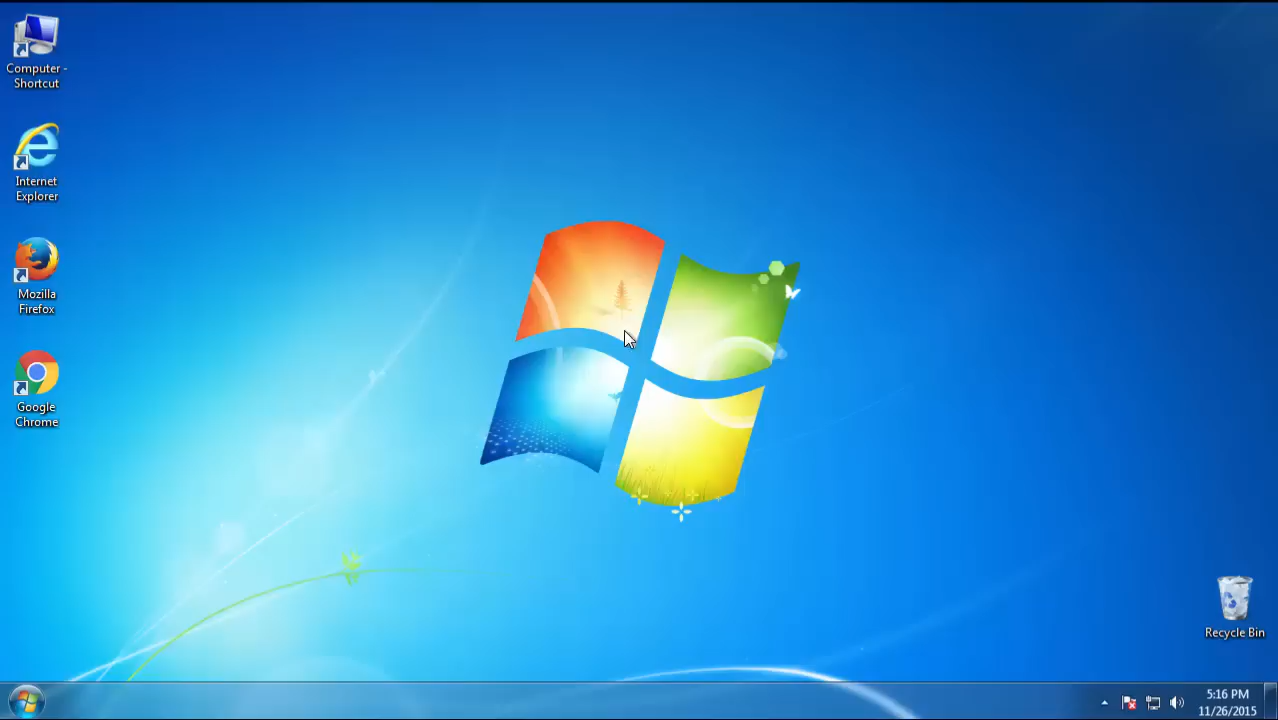 Computer -
Shortcut
Internet
Explorer
Mozilla
Firefox
Google
Chrome
Recycle Bin
5:16 PM
11/26/2015